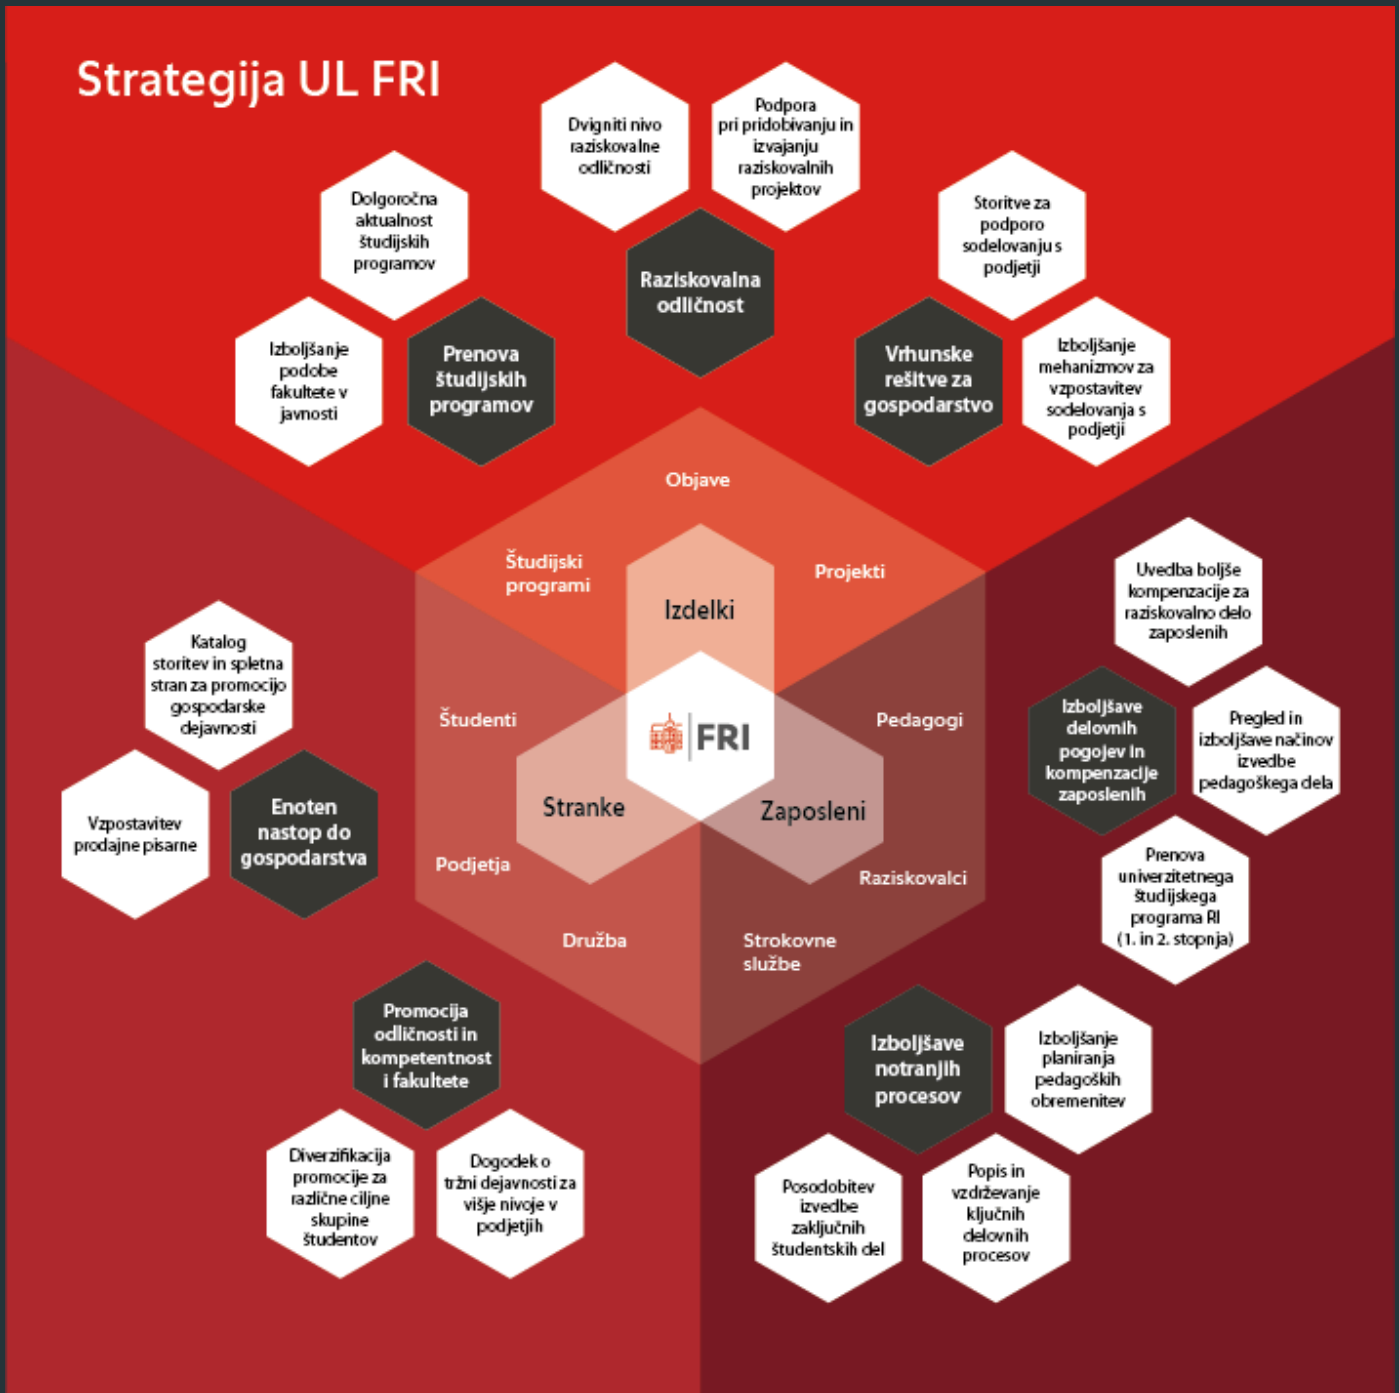 Strategija UL FRI
Dvigniti nivo
raziskovalne
odličnosti
Podpora
pri pridobivanju in
izvajanju
raziskovalnih
projektov
Raziskovalna
odličnost
Dolgoročna
aktualnost
študijskih
programov
Izboljšanje
podobe
fakultete v
javnosti
Prenova
študijskih
programov
Storitve za
podporo
sodelovanju s
podjetji
Vrhunske
rešitve za
gospodarstvo
Izboljšanje
mehanizmov za
vzpostavitev
sodelovanja s
podjetji
Objave
Študijski
programi
Projekti
Izdelki
FRI
Študenti
Stranke
Podjetja
Družba
Pedagogi
Zaposleni
Raziskovalci
Strokovne
službe
Katalog
storitev in spletna
stran za promocijo
gospodarske
dejavnosti
Vzpostavitev
prodajne pisarne
Enoten
nastop do
gospodarstva
Uvedba boljše
kompenzacije za
raziskovalno delo
zaposlenih
Izboljšave
delovnih
pogojev in
kompenzacije
zaposlenih
Pregled in
izboljšave načinov
izvedbe
pedagoškega dela
Prenova
univerzitetnega
študijskega
programa RI
(1. in 2. stopnja)
Promocija
odličnosti in
kompetentnost
i fakultete
Diverzifikacija
promocije za
različne ciljne
skupine
študentov
Dogodek o
tržni dejavnosti za
višje nivoje v
podjetjih
Izboljšave
notranjih
procesov
Izboljšanje
planiranja
pedagoških
obremenitev
Posodobitev
izvedbe
zaključnih
študentskih del
Popis in
vzdrževanje
ključnih
delovnih
procesov